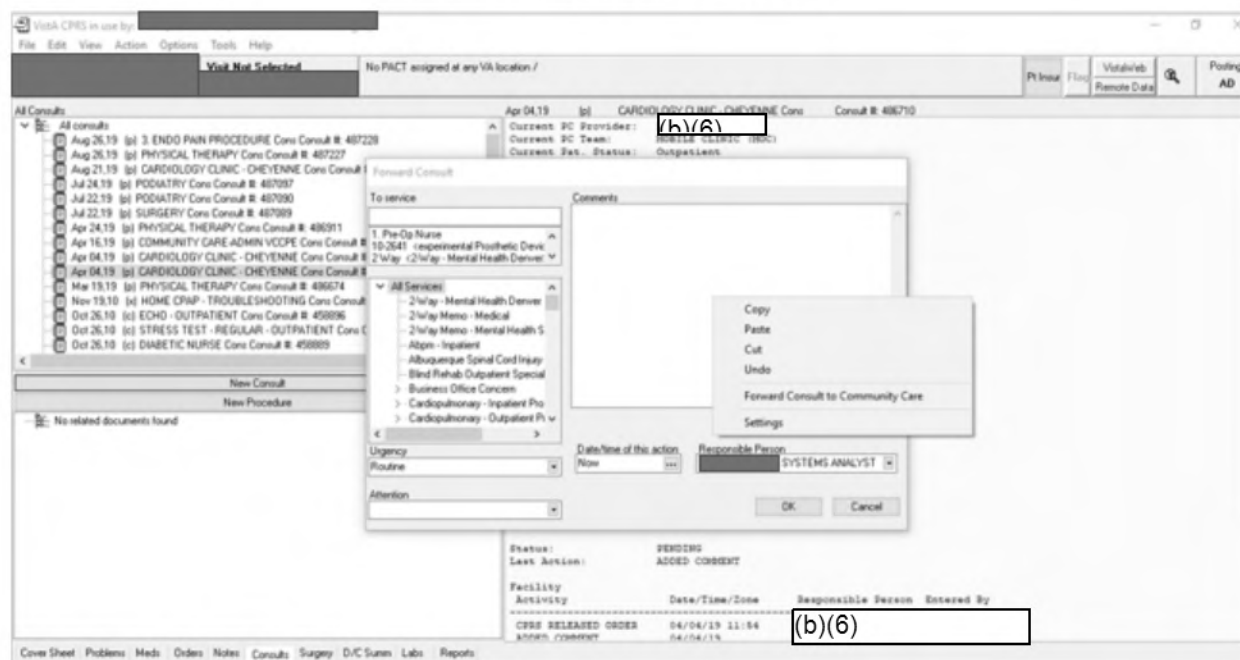 VistA CPRS in use by:
File Edit View Action Options Tools Help
Visit Not Selected
No PACT assigned at any VA location /
Pt Insur Flag
VistaWeb
Remote Data
Posting
AD
All Consults
All consults
Aug 26,19 (p) 3. ENDO PAIN PROCEDURE Cons Consult #: 487228
Aug 26,19 (p) PHYSICAL THERAPY Cons Consult #: 487227
Aug 21,19 (p) CARDIOLOGY CLINIC - CHEYENNE Cons Consult
Jul 24,19 (p) PODIATRY Cons Consult #: 487097
Jul 22,19 (p) PODIATRY Cons Consult #: 487090
Jul 22,19 (p) SURGERY Cons Consult #: 487089
Apr 24,19 (p) PHYSICAL THERAPY Cons Consult #: 486911
Apr 16,19 (p) COMMUNITY CARE-ADMIN VCCPE Cons Consult #
Apr 04,19 (p) CARDIOLOGY CLINIC - CHEYENNE Cons Consult #
Apr 04,19 (p) CARDIOLOGY CLINIC - CHEYENNE Cons Consult #
Mar 19,19 (p) PHYSICAL THERAPY Cons Consult #: 486674
Nov 19,10 (x) HOME CPAP - TROUBLESHOOTING Cons Consult
Oct 26,10 (c) ECHO - OUTPATIENT Cons Consult #: 458896
Oct 26,10 (c) STRESS TEST - REGULAR - OUTPATIENT Cons C
Oct 26,10 (c) DIABETIC NURSE Cons Consult #: 458889
New Consult
New Procedure
No related documents found
Apr 04,19 (p) CARDIOLOGY CLINIC - CHEYENNE Cons Consult #: 486710
Current PC Provider: (b)(6)
Current PC Team: MOBILE CLINIC (MOC)
Current Pat. Status: Outpatient
Forward Consult
To service
1. Pre-Op Nurse
10-2641 <experimental Prosthetic Devic
2Way <2Way - Mental Health Denver
All Services
2Way - Mental Health Denver
2Way Memo - Medical
2Way Memo - Mental Health S
Abpm - Inpatient
Albuquerque Spinal Cord Injury
Blind Rehab Outpatient Special
Business Office Concern
Cardiopulmonary - Inpatient Pro
Cardiopulmonary - Outpatient Pr
Urgency
Routine
Attention
Comments
Copy
Paste
Cut
Undo
Forward Consult to Community Care
Settings
Date/time of this action
Now
...
Responsible Person
SYSTEMS ANALYST
OK
Cancel
Status: PENDING
Last Action: ADDED COMMENT
Facility
Activity Date/Time/Zone Responsible Person Entered By
CPRS RELEASED ORDER 04/04/19 11:54 (b)(6)
ADDED COMMENT 04/04/19
Cover Sheet Problems Meds Orders Notes Consults Surgery D/C Summ Labs Reports